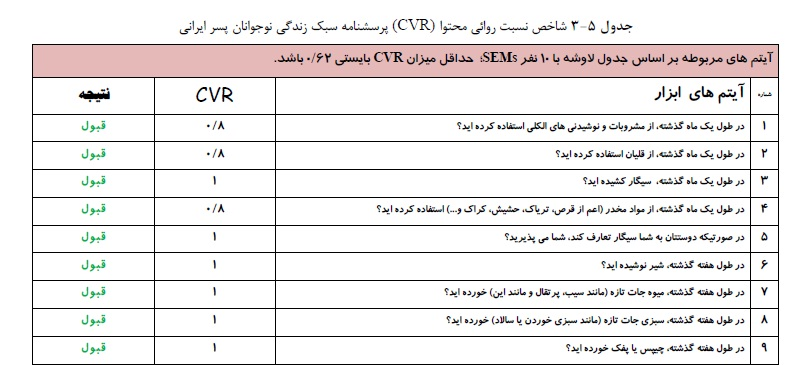 جدول ۵-۳ شاخص نسبت روائی محتوا (CVR) پرسشنامه سبک زندگی نوجوانان پسر ایرانی
آیتم های مربوطه بر اساس جدول لاوشه با ۱۰ نفر SEMs؛ حداقل میزان CVR بایستی ۰/۶۲ باشد.
شماره آیتم های ابزار CVR نتیجه
۱ در طول یک ماه گذشته، از مشروبات و نوشیدنی های الکلی استفاده کرده اید؟ ۰/۸ قبول
۲ در طول یک ماه گذشته، از قلیان استفاده کرده اید؟ ۰/۸ قبول
۳ در طول یک ماه گذشته، سیگار کشیده اید؟ ۱ قبول
۴ در طول یک ماه گذشته، از مواد مخدر (اعم از قرص، تریاک، حشیش، کراک و...) استفاده کرده اید؟ ۰/۸ قبول
۵ در صورتیکه دوستتان به شما سیگار تعارف کند، شما می پذیرید؟ ۱ قبول
۶ در طول هفته گذشته، شیر نوشیده اید؟ ۱ قبول
۷ در طول هفته گذشته، میوه جات تازه (مانند سیب، پرتقال و مانند این) خورده اید؟ ۱ قبول
۸ در طول هفته گذشته، سبزی جات تازه (مانند سبزی خوردن یا سالاد) خورده اید؟ ۱ قبول
۹ در طول هفته گذشته، چیپس یا پفک خورده اید؟ ۱ قبول